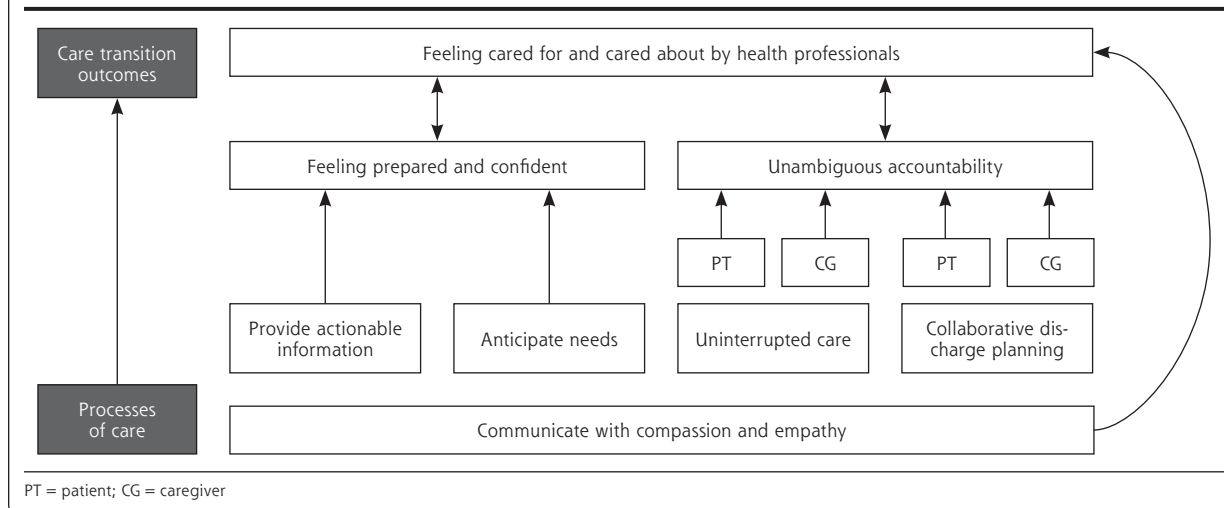 Care transition
outcomes
Feeling cared for and cared about by health professionals
Feeling prepared and confident
Unambiguous accountability
PT
CG
PT
CG
Provide actionable
information
Anticipate needs
Uninterrupted care
Collaborative dis-
charge planning
Processes
of care
Communicate with compassion and empathy
PT = patient; CG = caregiver